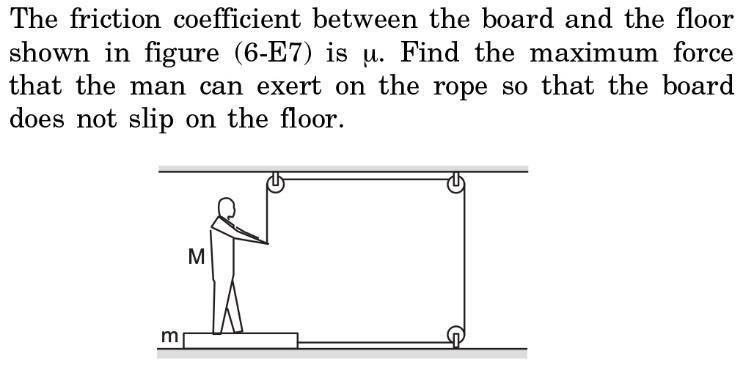 The friction coefficient between the board and the floor
shown in figure (6-E7) is μ. Find the maximum force
that the man can exert on the rope so that the board
does not slip on the floor.
M
m